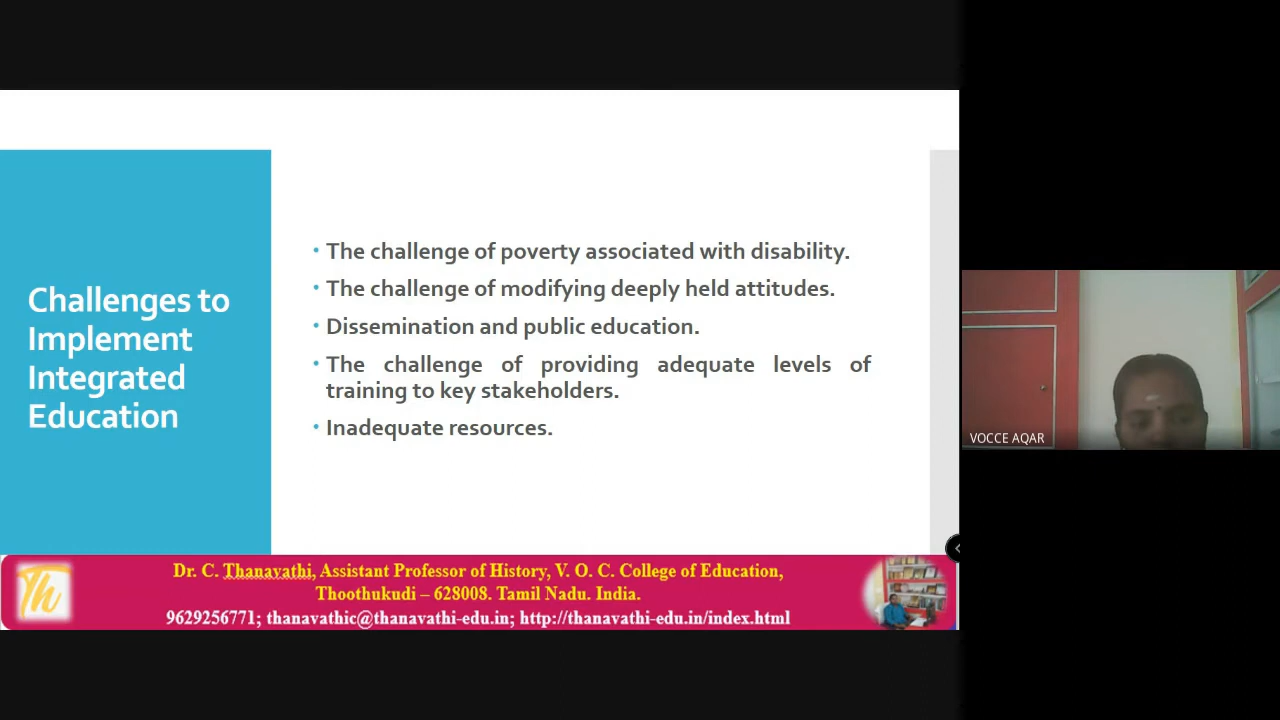 Challenges to
Implement
Integrated
Education
• The challenge of poverty associated with disability.
• The challenge of modifying deeply held attitudes.
• Dissemination and public education.
• The challenge of providing adequate levels of
training to key stakeholders.
• Inadequate resources.
Th
Dr. C. Thanavathi, Assistant Professor of History, V. O. C. College of Education,
Thoothukudi – 628008. Tamil Nadu. India.
9629256771; thanavathic@thanavathi-edu.in; http://thanavathi-edu.in/index.html
VOCCE AQAR